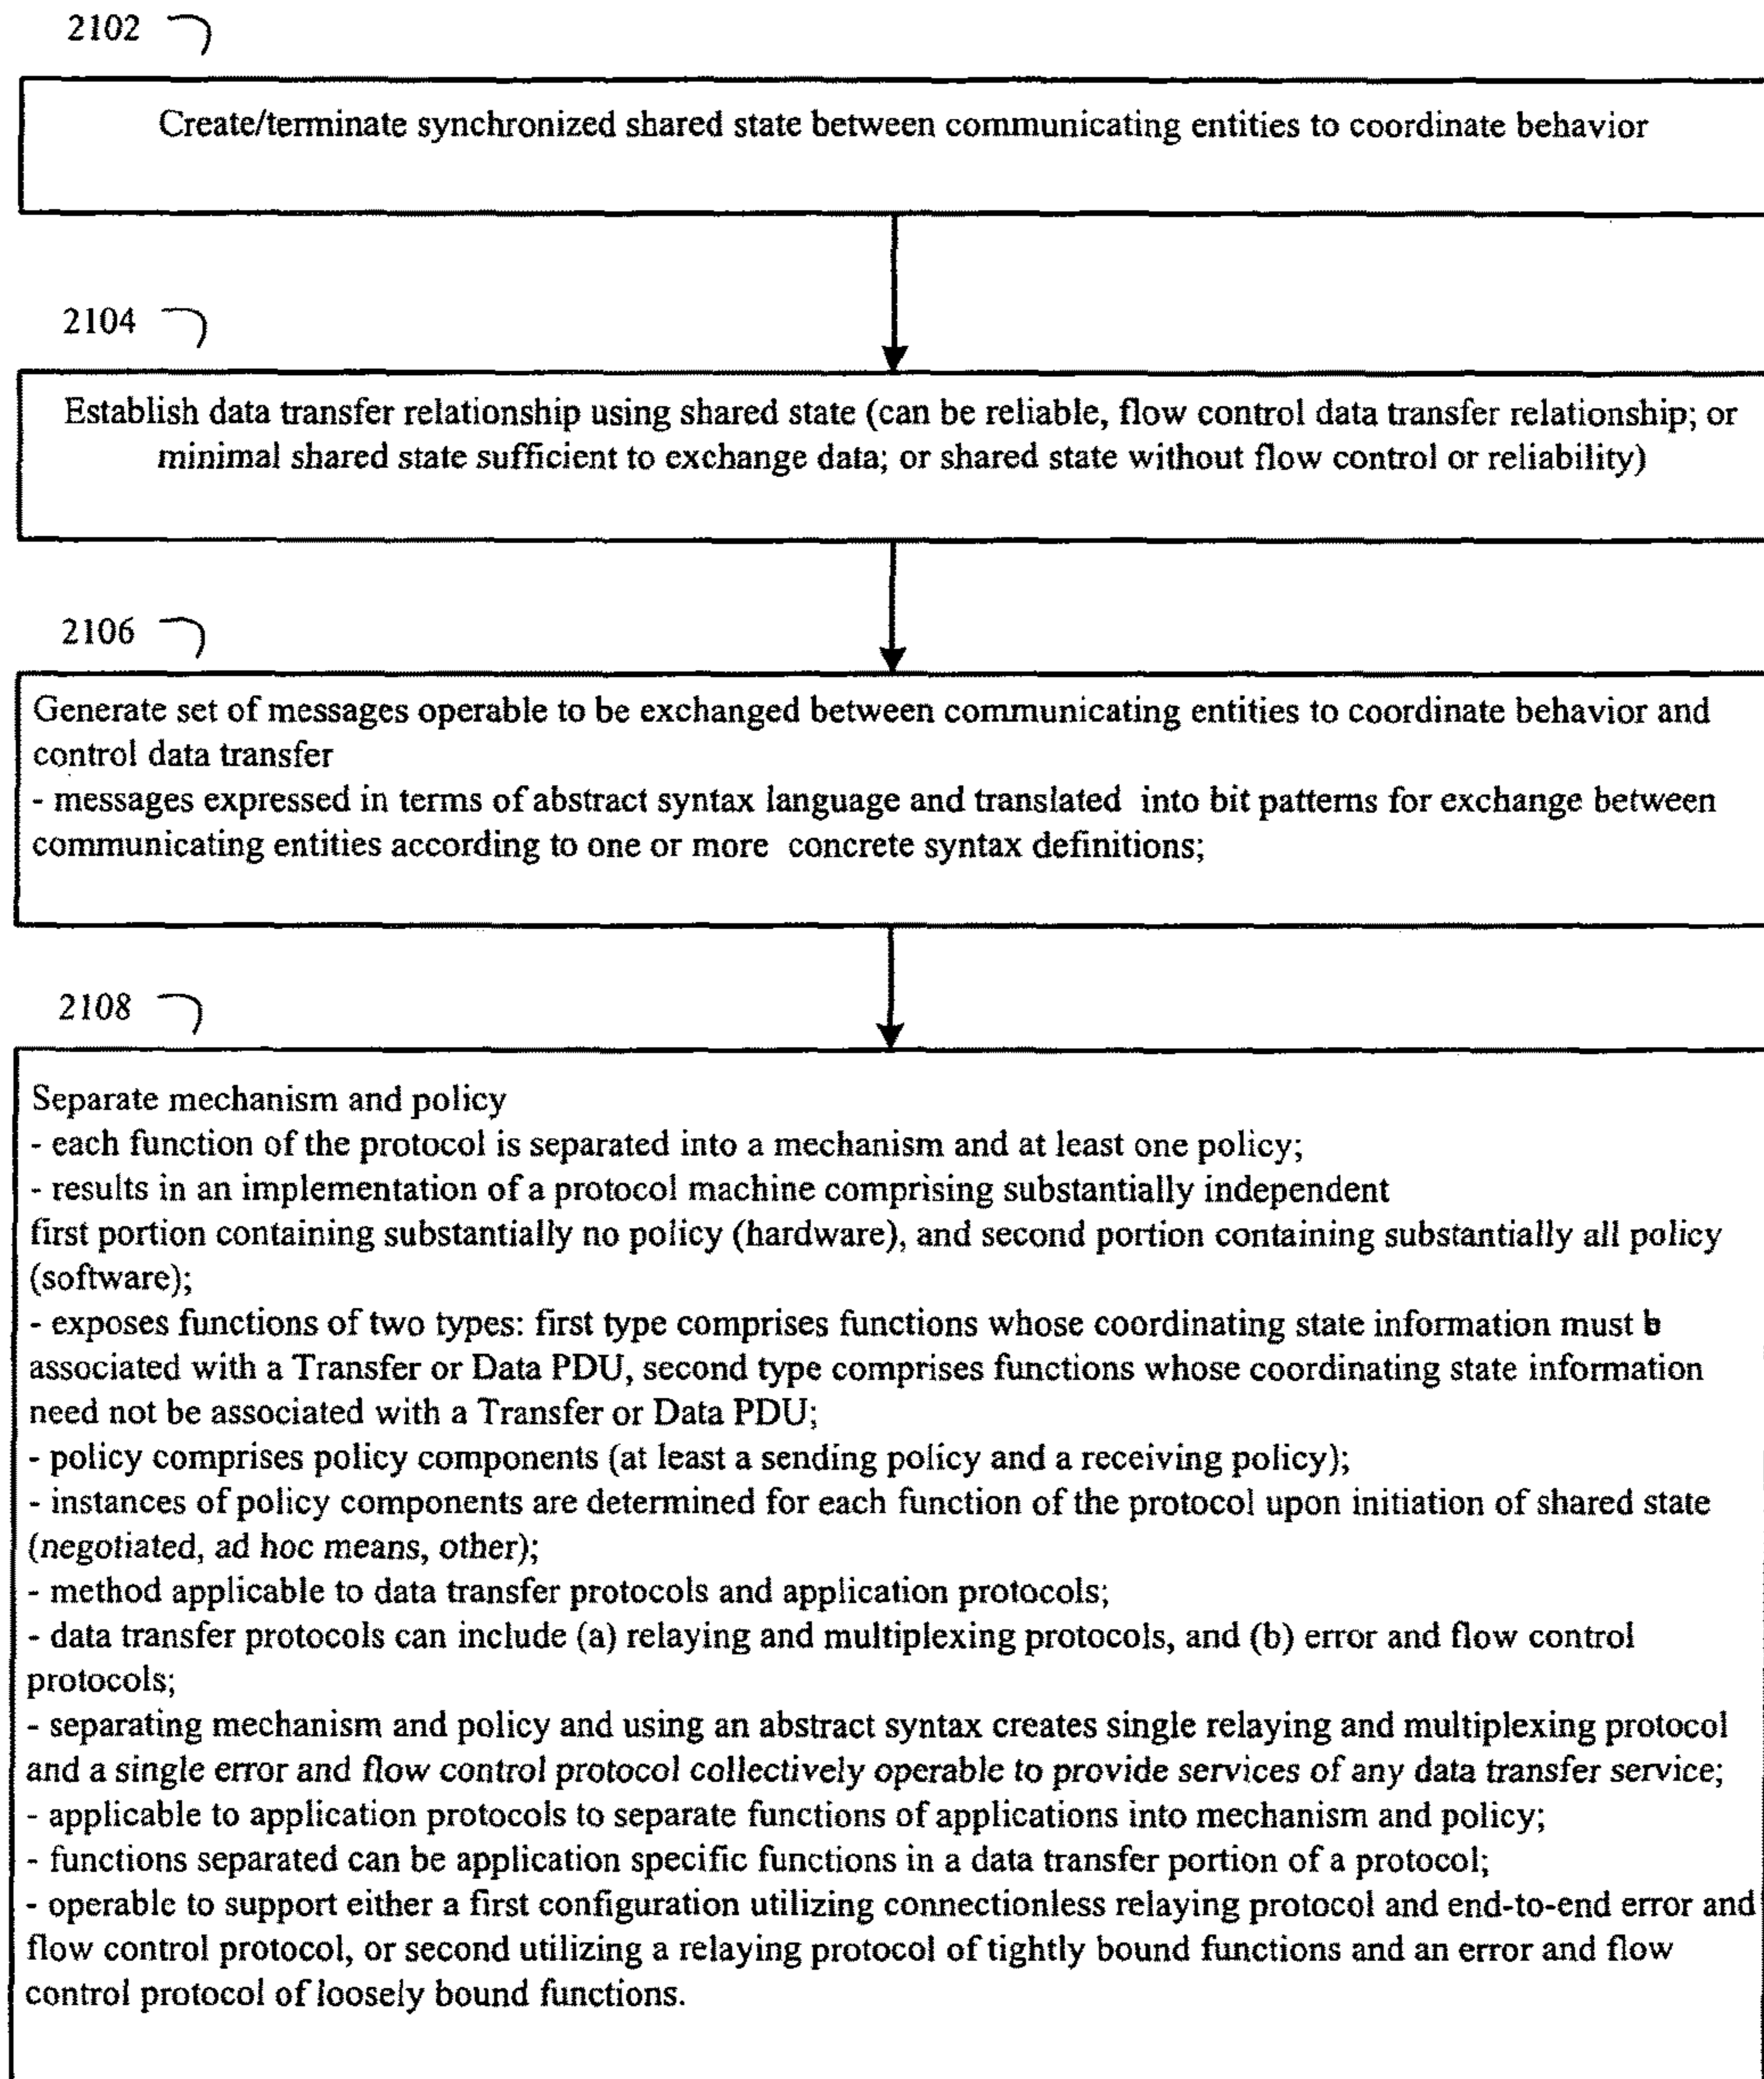 2102
Create/terminate synchronized shared state between communicating entities to coordinate behavior
2104
Establish data transfer relationship using shared state (can be reliable, flow control data transfer relationship; or
minimal shared state sufficient to exchange data; or shared state without flow control or reliability)
2106
Generate set of messages operable to be exchanged between communicating entities to coordinate behavior and
control data transfer
- messages expressed in terms of abstract syntax language and translated into bit patterns for exchange between
communicating entities according to one or more concrete syntax definitions;
2108
Separate mechanism and policy
- each function of the protocol is separated into a mechanism and at least one policy;
- results in an implementation of a protocol machine comprising substantially independent
first portion containing substantially no policy (hardware), and second portion containing substantially all policy
(software);
- exposes functions of two types: first type comprises functions whose coordinating state information must b
associated with a Transfer or Data PDU, second type comprises functions whose coordinating state information
need not be associated with a Transfer or Data PDU;
- policy comprises policy components (at least a sending policy and a receiving policy);
- instances of policy components are determined for each function of the protocol upon initiation of shared state
(negotiated, ad hoc means, other);
- method applicable to data transfer protocols and application protocols;
- data transfer protocols can include (a) relaying and multiplexing protocols, and (b) error and flow control
protocols;
- separating mechanism and policy and using an abstract syntax creates single relaying and multiplexing protocol
and a single error and flow control protocol collectively operable to provide services of any data transfer service;
- applicable to application protocols to separate functions of applications into mechanism and policy;
- functions separated can be application specific functions in a data transfer portion of a protocol;
- operable to support either a first configuration utilizing connectionless relaying protocol and end-to-end error and
flow control protocol, or second utilizing a relaying protocol of tightly bound functions and an error and flow
control protocol of loosely bound functions.